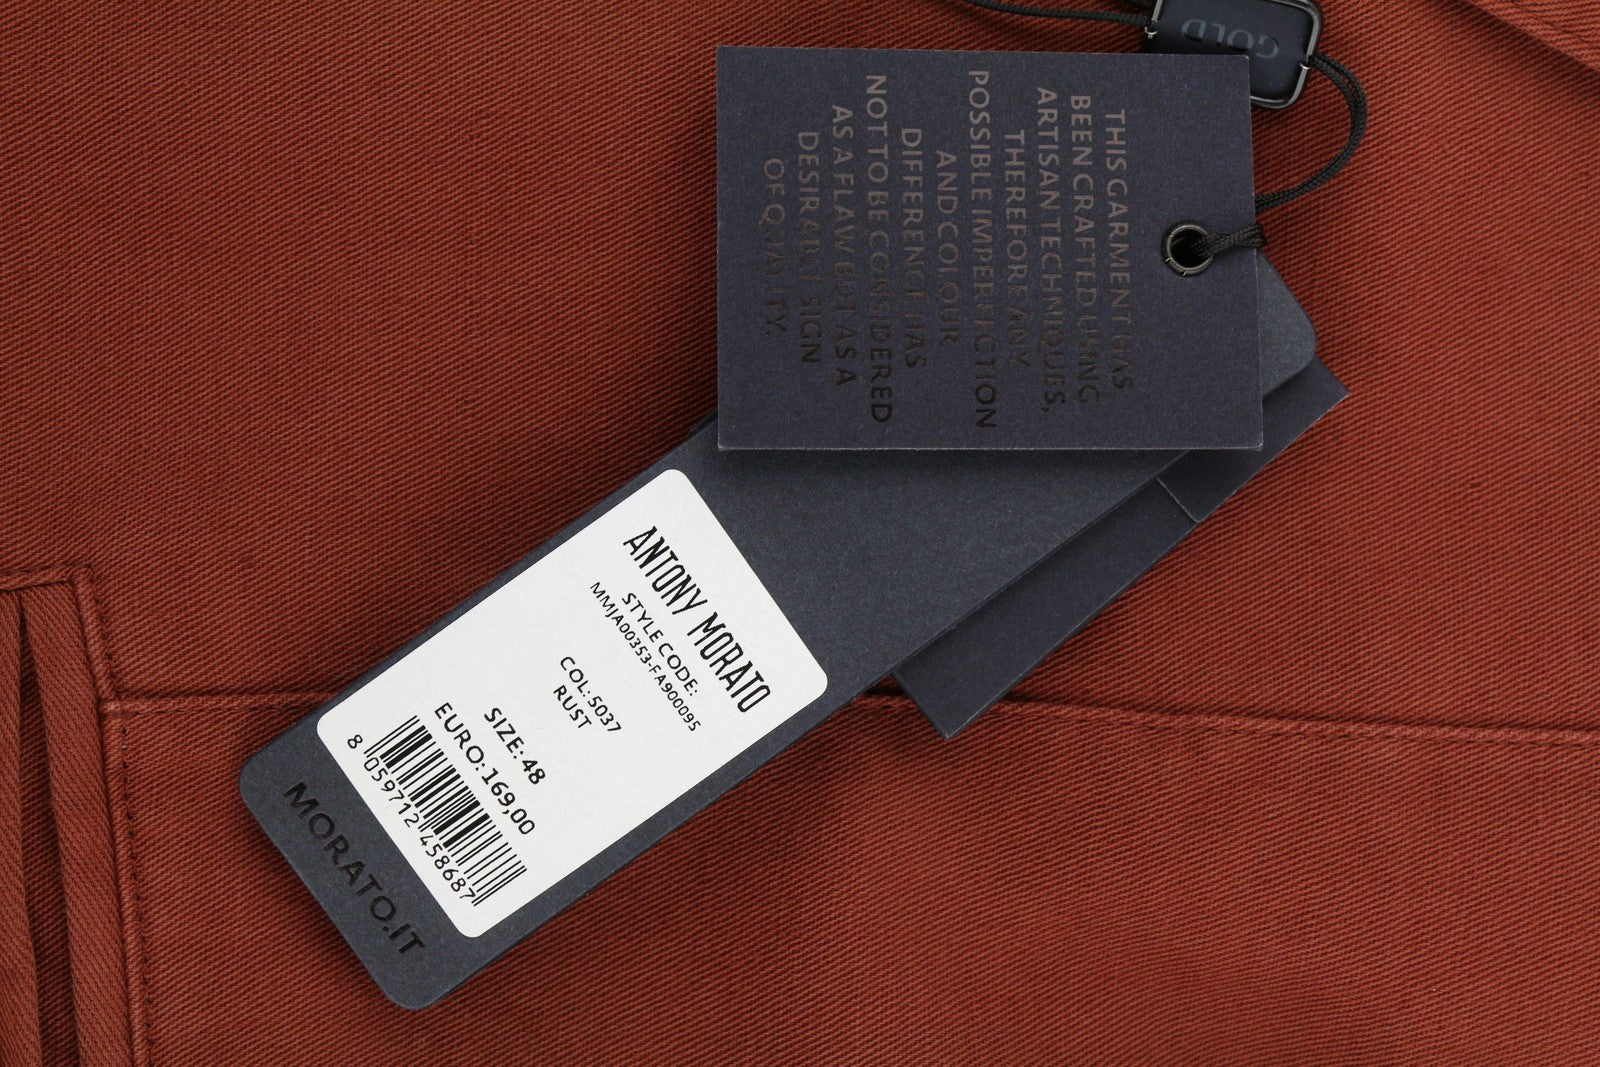 GOLD
THIS GARMENT HAS
BEEN CRAFTED USING
ARTISAN TECHNIQUES,
THEREFORE ANY
POSSIBLE IMPERFECTION
AND COLOUR
DIFFERENCE HAS
NOT TO BE CONSIDERED
AS A FLAW BUT AS A
DESIRABLE SIGN
OF QUALITY.
ANTONY MORATO
STYLE CODE:
MMJA00353-FA900095
COL:5037
RUST
SIZE:48
EURO:169,00
8 059712 458687
MORATO.IT